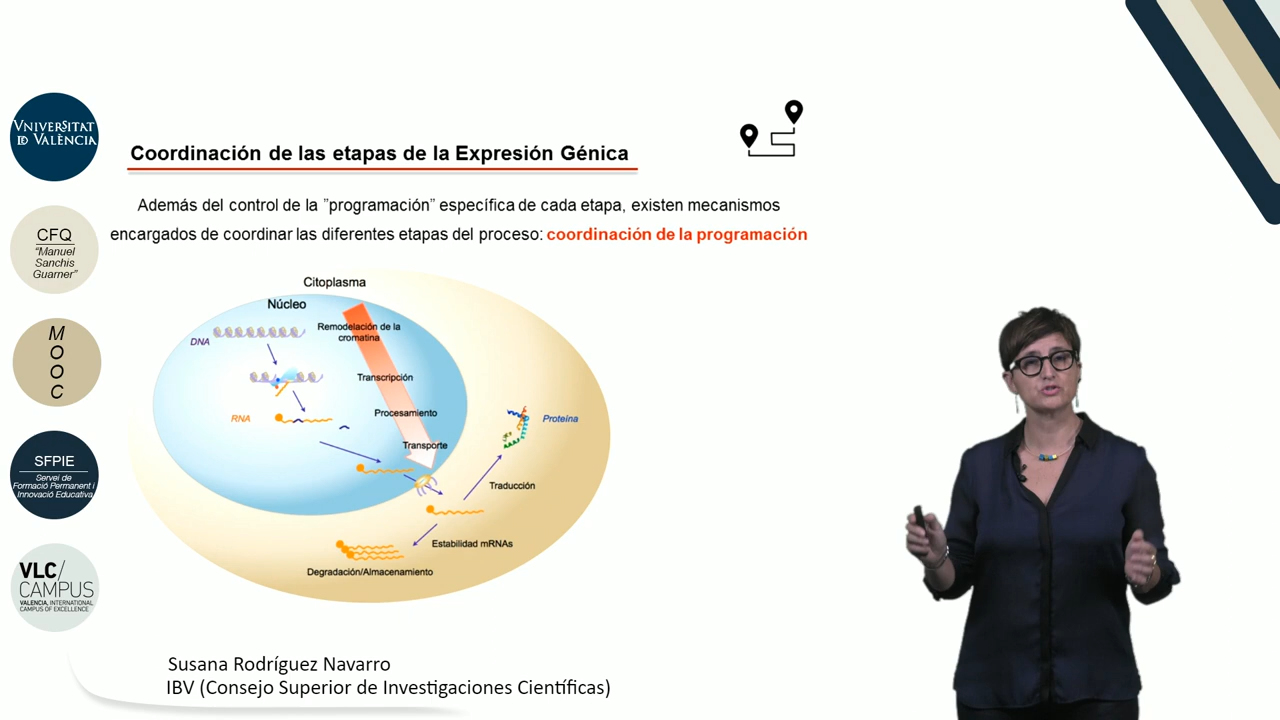 VNIVERSITAT
ID VALÈNCIA
CFQ
“Manuel
Sanchis
Guarner”
M
O
O
C
SFPIE
Servei de
Formació Permanent i
Innovació Educativa
VLC/
CAMPUS
VALENCIA, INTERNATIONAL
CAMPUS OF EXCELLENCE
Coordinación de las etapas de la Expresión Génica
Además del control de la ”programación” específica de cada etapa, existen mecanismos
encargados de coordinar las diferentes etapas del proceso: coordinación de la programación
Citoplasma
Núcleo
DNA
Remodelación de la
cromatina
Transcripción
RNA
Procesamiento
Transporte
Proteína
Traducción
Estabilidad mRNAs
Degradación/Almacenamiento
Susana Rodríguez Navarro
IBV (Consejo Superior de Investigaciones Científicas)